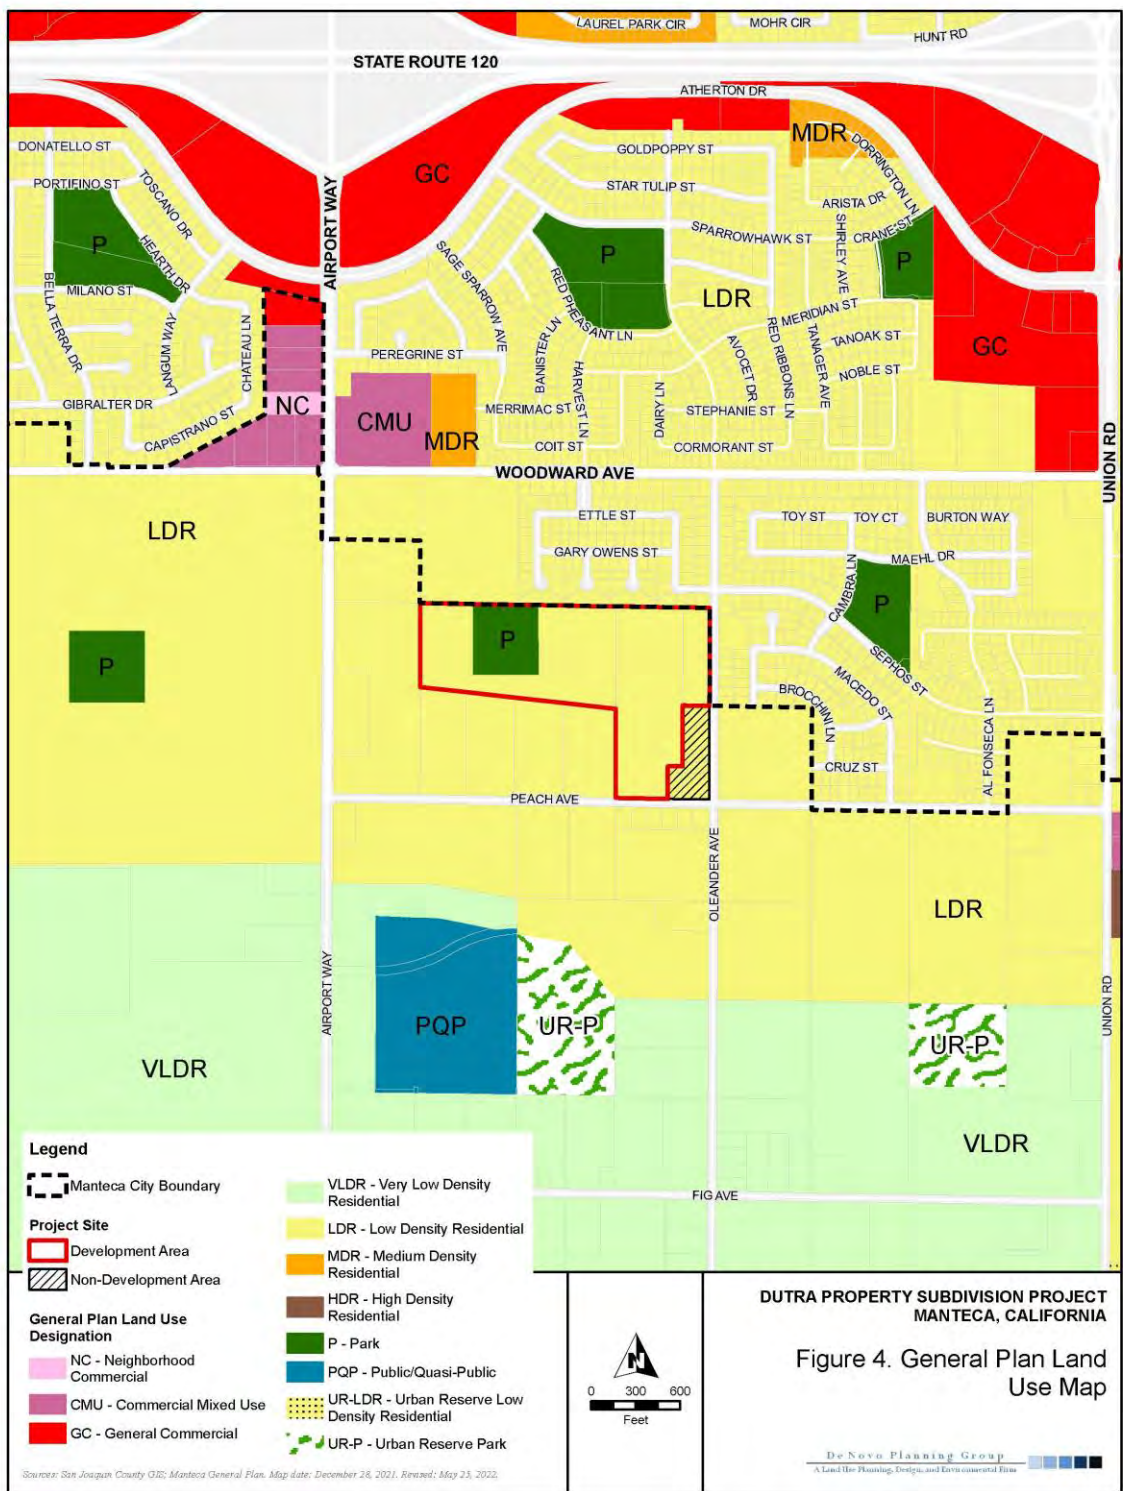 LAUREL PARK CIR
MOHR CIR
HUNT RD
STATE ROUTE 120
ATHERTON DR
DONATELLO ST
PORTIFINO ST
TOSCANO DR
HEARTH DR
P
MILANO ST
BELLA TERRA DR
LANGUM WAY
CHATEAU LN
GIBRALTER DR
CAPISTRANO ST
AIRPORT WAY
GC
NC
CMU
MDR
PEREGRINE ST
SAGE SPARROW AVE
MERRIMAC ST
BANISTER LN
HARVEST LN
COIT ST
RED PHEASANT LN
P
GOLDPOPPY ST
STAR TULIP ST
SPARROWHAWK ST
LDR
MDR
DORRINGTON LN
ARISTA DR
SHIRLEY AVE
CRANE ST
P
MERIDIAN ST
TANOAK ST
NOBLE ST
RED RIBBONS LN
TANAGER AVE
AVOCET DR
DAIRY LN
STEPHANIE ST
CORMORANT ST
GC
UNION RD
WOODWARD AVE
LDR
P
ETTLE ST
GARY OWENS ST
P
TOY ST
TOY CT
BURTON WAY
MAEHL DR
CAMBRA LN
P
SEPHOS ST
MACEDO ST
BROCCHINI LN
CRUZ ST
AL FONSECA LN
PEACH AVE
OLEANDER AVE
LDR
AIRPORT WAY
PQP
UR-P
UR-P
UNION RD
VLDR
VLDR
FIG AVE
Legend
Manteca City Boundary
Project Site
Development Area
Non-Development Area
General Plan Land Use
Designation
NC - Neighborhood
Commercial
CMU - Commercial Mixed Use
GC - General Commercial
VLDR - Very Low Density
Residential
LDR - Low Density Residential
MDR - Medium Density
Residential
HDR - High Density
Residential
P - Park
PQP - Public/Quasi-Public
UR-LDR - Urban Reserve Low
Density Residential
UR-P - Urban Reserve Park
Sources: San Joaquin County GIS; Manteca General Plan. Map date: December 28, 2021. Revised: May 23, 2022.
N
0 300 600
Feet
DUTRA PROPERTY SUBDIVISION PROJECT
MANTECA, CALIFORNIA
Figure 4. General Plan Land
Use Map
De Novo Planning Group
A Land Use Planning, Design, and Environmental Firm